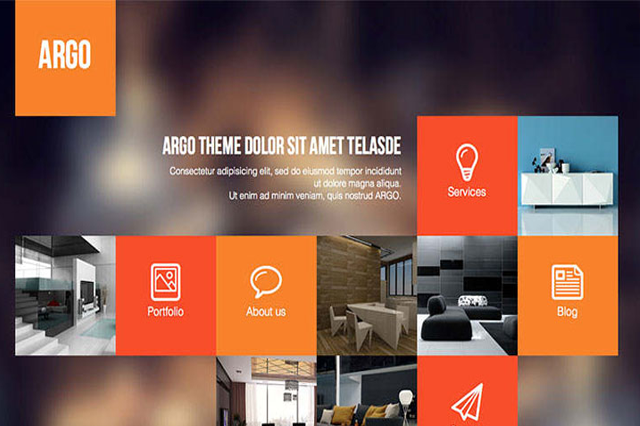 ARGO
ARGO THEME DOLOR SIT AMET TELASDE
Consectetur adipisicing elit, sed do eiusmod tempor incididunt
ut dolore magna aliqua.
Ut enim ad minim veniam, quis nostrud ARGO.
Services
Portfolio
About us
Blog